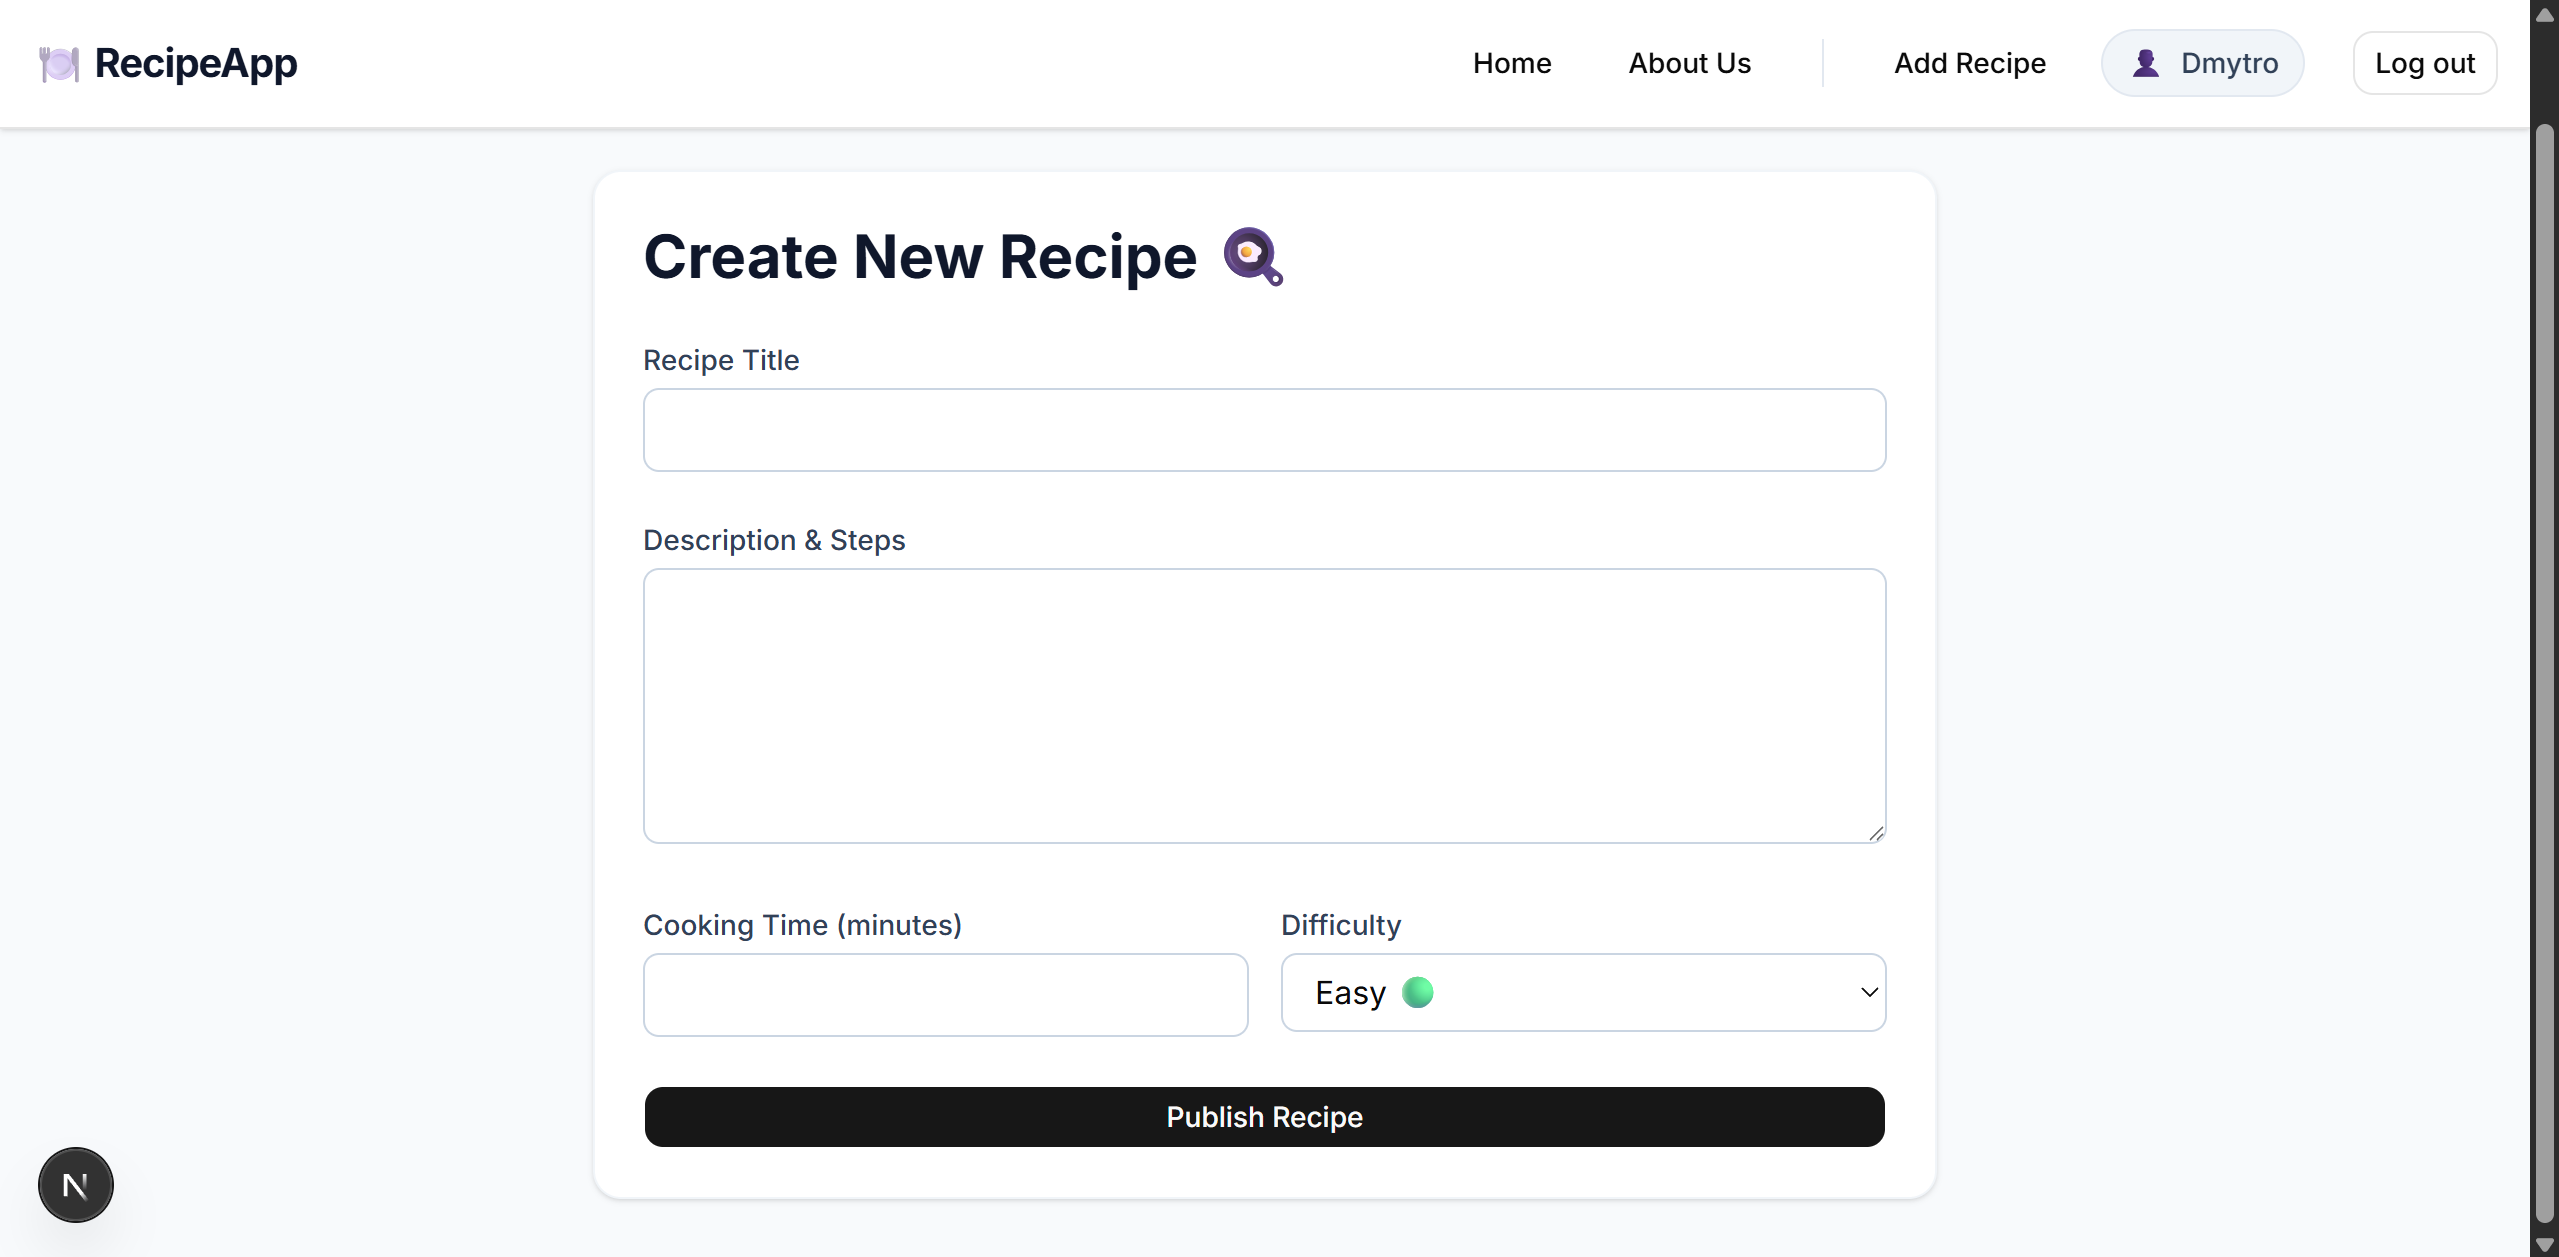 RecipeApp
Home
About Us
Add Recipe
Dmytro
Log out
Create New Recipe
Recipe Title
Description & Steps
Cooking Time (minutes)
Difficulty
Easy
Publish Recipe
N